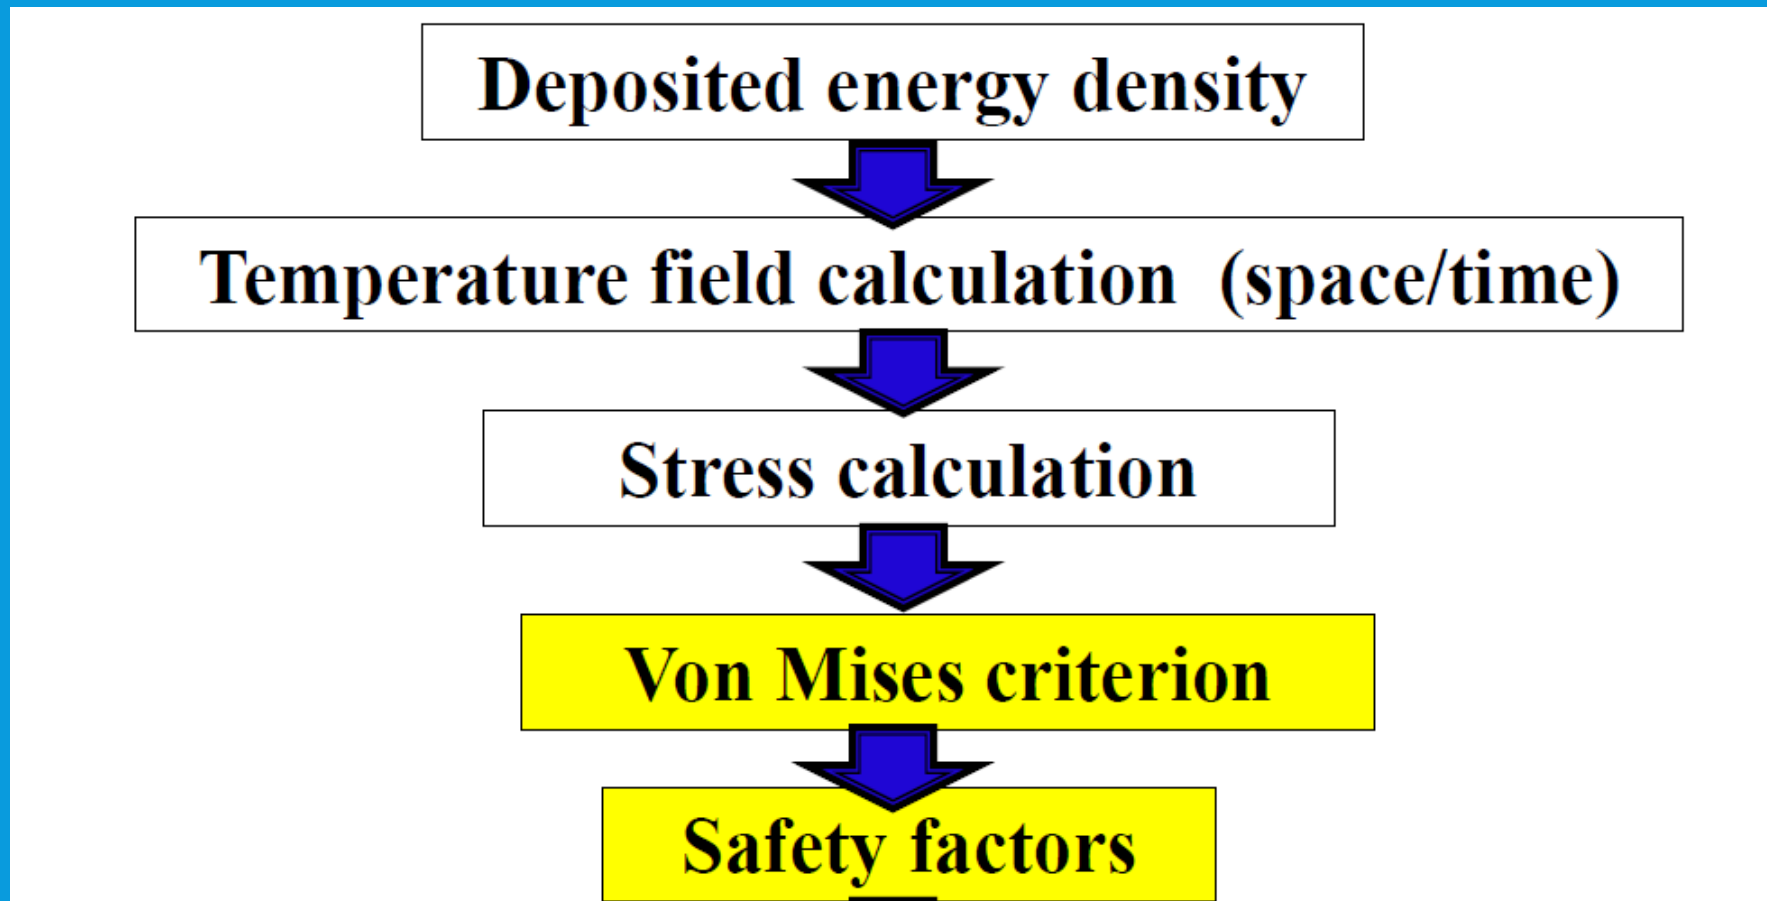 Deposited energy density
Temperature field calculation (space/time)
Stress calculation
Von Mises criterion
Safety factors